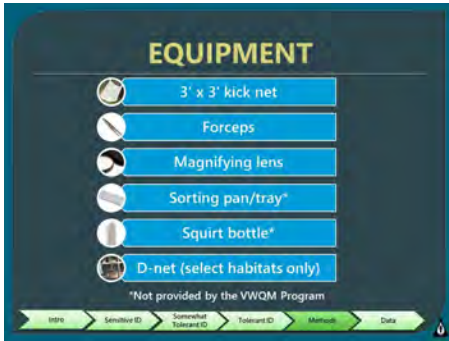 EQUIPMENT
3' x 3' kick net
Forceps
Magnifying lens
Sorting pan/tray*
Squirt bottle*
D-net (select habitats only)
*Not provided by the VWQM Program
Intro
Sensitive ID
Somewhat
Tolerant ID
Tolerant ID
Methods
Data